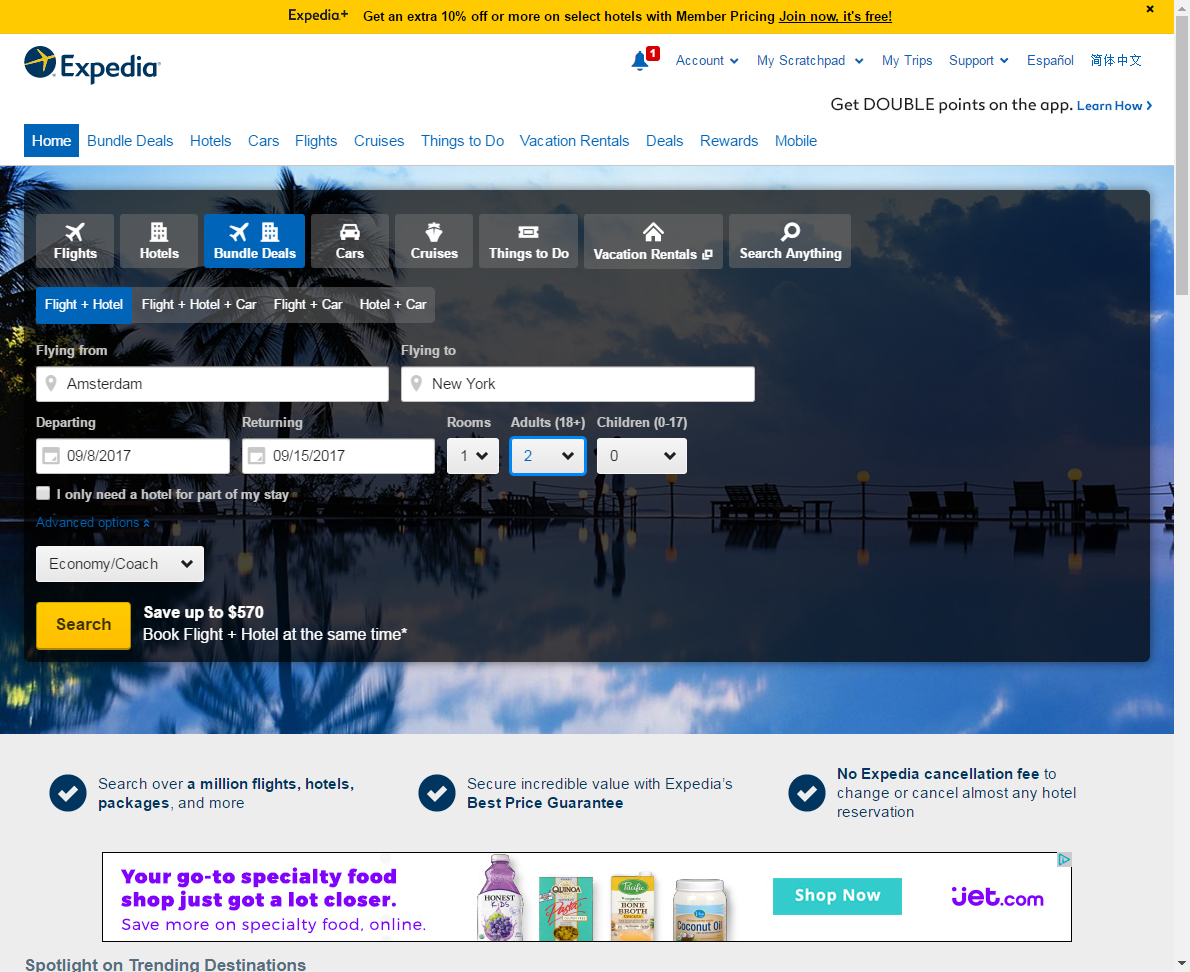 Expedia+ Get an extra 10% off or more on select hotels with Member Pricing Join now, it's free!
Expedia
1 Account My Scratchpad My Trips Support Español 简体中文
Get DOUBLE points on the app. Learn How
Home Bundle Deals Hotels Cars Flights Cruises Things to Do Vacation Rentals Deals Rewards Mobile
Flights Hotels Bundle Deals Cars Cruises Things to Do Vacation Rentals Search Anything
Flight + Hotel Flight + Hotel + Car Flight + Car Hotel + Car
Flying from Flying to
Amsterdam New York
Departing Returning Rooms Adults (18+) Children (0-17)
09/8/2017 09/15/2017 1 2 0
I only need a hotel for part of my stay
Advanced options
Economy/Coach
Search
Save up to $570
Book Flight + Hotel at the same time*
Search over a million flights, hotels,
packages, and more
Secure incredible value with Expedia's
Best Price Guarantee
No Expedia cancellation fee to
change or cancel almost any hotel
reservation
Your go-to specialty food
shop just got a lot closer.
Save more on specialty food, online.
HONEST
KIDS
QUINOA
Pasta
Pacific
BONE
BROTH
Coconut Oil
Shop Now
jet.com
Spotlight on Trending Destinations